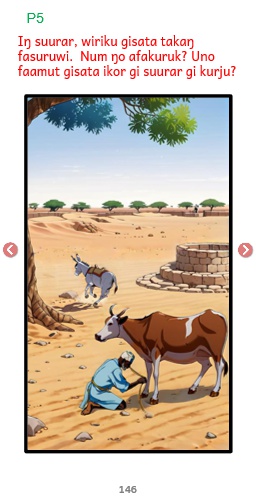 P5
Iŋ suurar, wiriku gisata takaŋ
fasuruwi. Num ŋo afakuruk? Uno
faamut gisata ikor gi suurar gi kurju?
146